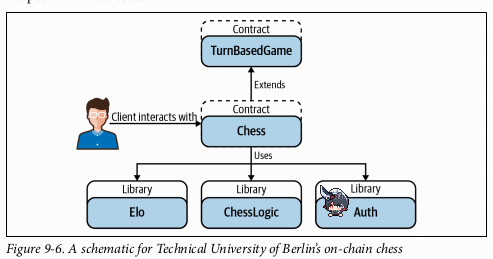 Contract
TurnBasedGame
Extends
Contract
Client interacts with
Chess
Uses
Library
Library
Library
Elo
ChessLogic
Auth
Figure 9-6. A schematic for Technical University of Berlin's on-chain chess